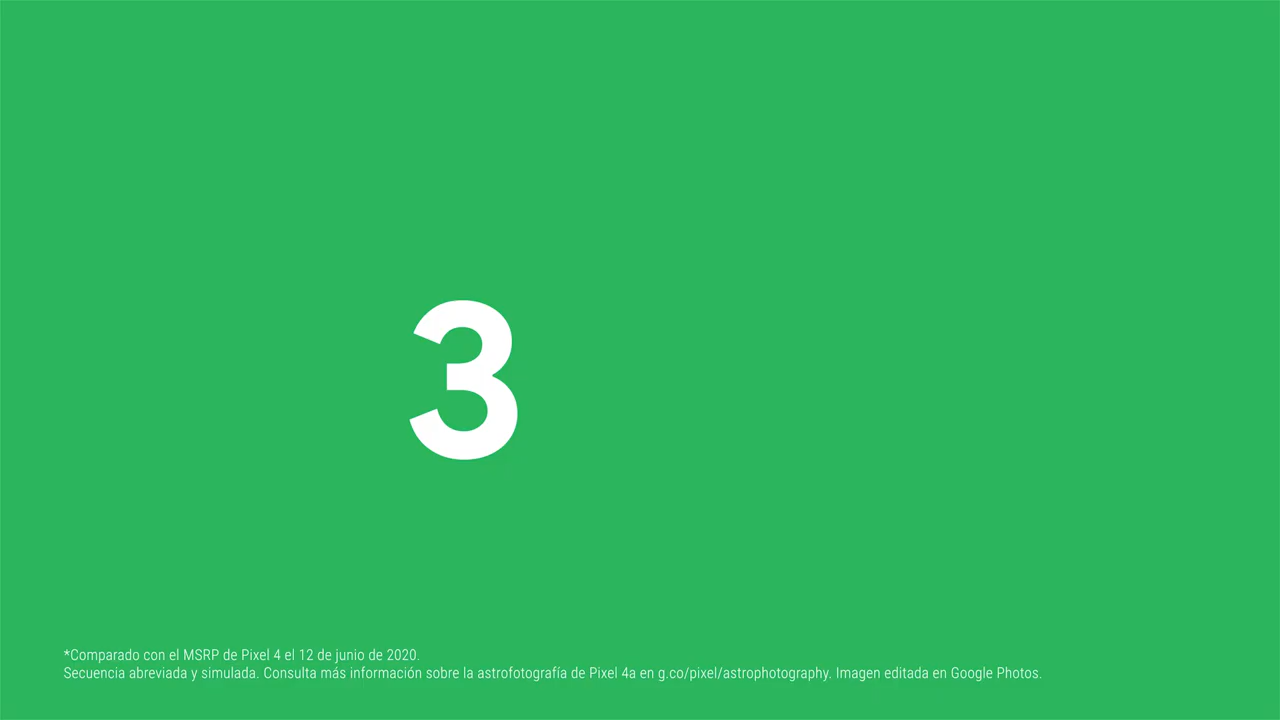 3
*Comparado con el MSRP de Pixel 4 el 12 de junio de 2020.
Secuencia abreviada y simulada. Consulta más información sobre la astrofotografía de Pixel 4a en g.co/pixel/astrophotography. Imagen editada en Google Photos.